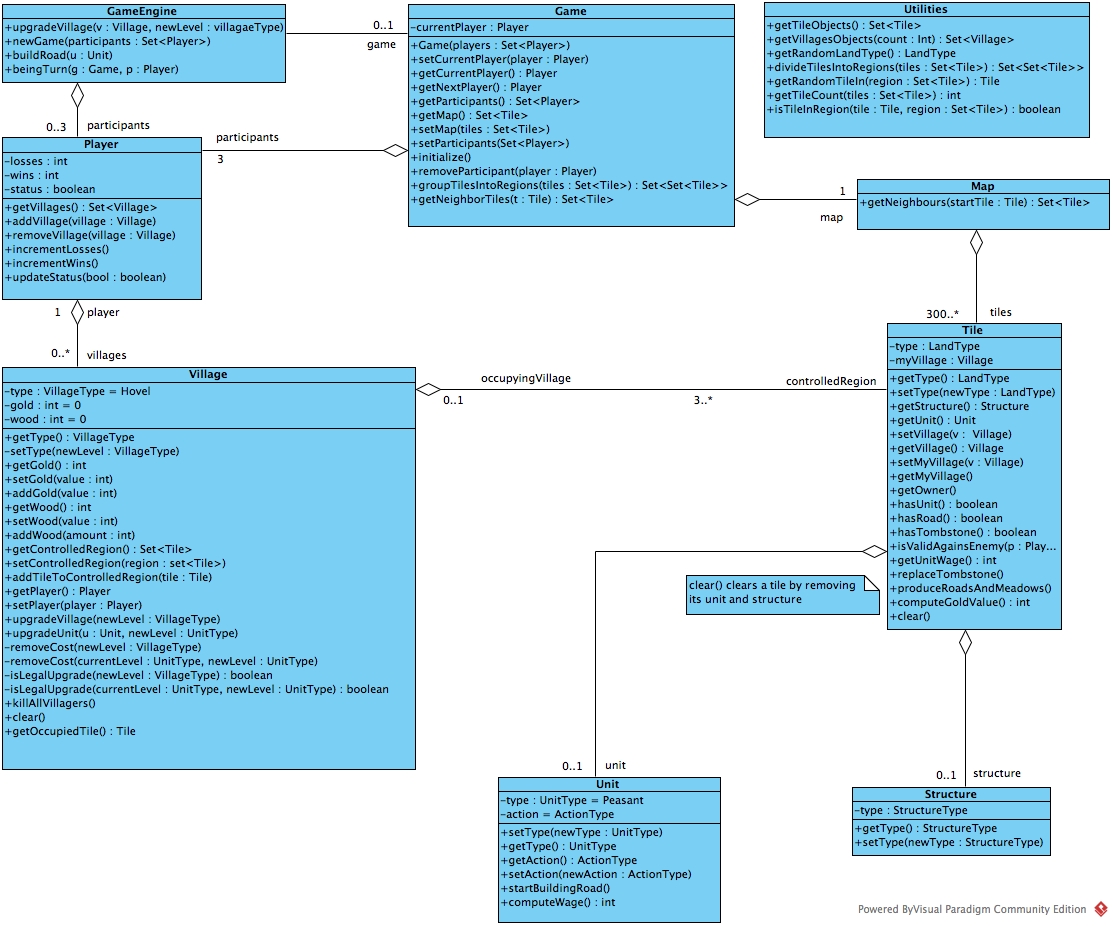 GameEngine
+upgradeVillage(v : Village, newLevel : villagaeType)
+newGame(participants : Set<Player>)
+buildRoad(u : Unit)
+beingTurn(g : Game, p : Player)
0..1
game
Game
-currentPlayer : Player
+Game(players : Set<Player>)
+setCurrentPlayer(player : Player)
+getCurrentPlayer() : Player
+getNextPlayer() : Player
+getParticipants() : Set<Player>
+getMap() : Set<Tile>
+setMap(tiles : Set<Tile>)
+setParticipants(Set<Player>)
+initialize()
+removeParticipant(player : Player)
+groupTilesIntoRegions(tiles : Set<Tile>) : Set<Set<Tile>>
+getNeighborTiles(t : Tile) : Set<Tile>
Utilities
+getTileObjects() : Set<Tile>
+getVillagesObjects(count : Int) : Set<Village>
+getRandomLandType() : LandType
+divideTilesIntoRegions(tiles : Set<Tile>) : Set<Set<Tile>>
+getRandomTileIn(region : Set<Tile>) : Tile
+getTileCount(tiles : Set<Tile>) : int
+isTileInRegion(tile : Tile, region : Set<Tile>) : boolean
0..3
participants
participants
3
Player
-losses : int
-wins : int
-status : boolean
+getVillages() : Set<Village>
+addVillage(village : Village)
+removeVillage(village : Village)
+incrementLosses()
+incrementWins()
+updateStatus(bool : boolean)
1
map
Map
+getNeighbours(startTile : Tile) : Set<Tile>
1
player
0..*
villages
300..*
tiles
Village
-type : VillageType = Hovel
-gold : int = 0
-wood : int = 0
+getType() : VillageType
-setType(newLevel : VillageType)
+getGold() : int
+setGold(value : int)
+addGold(value : int)
+getWood() : int
+setWood(value : int)
+addWood(amount : int)
+getControlledRegion() : Set<Tile>
+setControlledRegion(region : set<Tile>)
+addTileToControlledRegion(tile : Tile)
+getPlayer() : Player
+setPlayer(player : Player)
+upgradeVillage(newLevel : VillageType)
+upgradeUnit(u : Unit, newLevel : UnitType)
-removeCost(newLevel : VillageType)
-removeCost(currentLevel : UnitType, newLevel : UnitType)
-isLegalUpgrade(newLevel : VillageType) : boolean
-isLegalUpgrade(currentLevel : UnitType, newLevel : UnitType) : boolean
+killAllVillagers()
+clear()
+getOccupiedTile() : Tile
occupyingVillage
0..1
controlledRegion
3..*
Tile
-type : LandType
-myVillage : Village
+getType() : LandType
+setType(newType : LandType)
+getStructure() : Structure
+getUnit() : Unit
+setVillage(v :  Village)
+getVillage() : Village
+setMyVillage(v : Village)
+getMyVillage()
+getOwner()
+hasUnit() : boolean
+hasRoad() : boolean
+hasTombstone() : boolean
+isValidAgainsEnemy(p : Play...
+getUnitWage() : int
+replaceTombstone()
+produceRoadsAndMeadows()
+computeGoldValue() : int
+clear()
clear() clears a tile by removing
its unit and structure
0..1
unit
Unit
-type : UnitType = Peasant
-action = ActionType
+setType(newType : UnitType)
+getType() : UnitType
+getAction() : ActionType
+setAction(newAction : ActionType)
+startBuildingRoad()
+computeWage() : int
0..1
structure
Structure
-type : StructureType
+getType() : StructureType
+setType(newType : StructureType)
Powered ByVisual Paradigm Community Edition